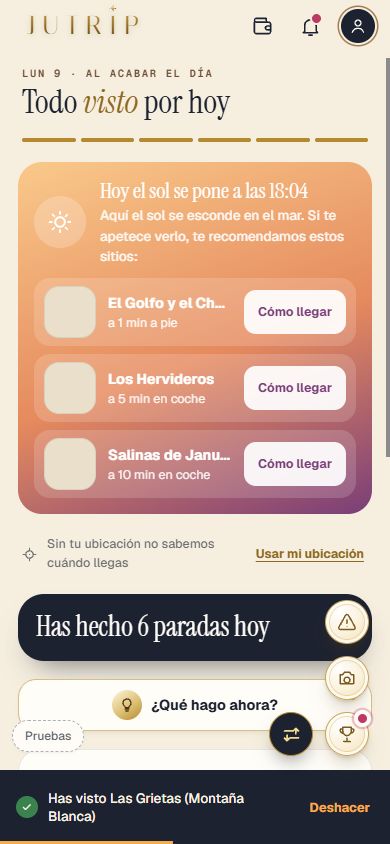 JUTRIP
LUN 9 · AL ACABAR EL DÍA
Todo visto por hoy
Hoy el sol se pone a las 18:04
Aquí el sol se esconde en el mar. Si te
apetece verlo, te recomendamos estos
sitios:
El Golfo y el Ch...
a 1 min a pie
Cómo llegar
Los Hervideros
a 5 min en coche
Cómo llegar
Salinas de Janu...
a 10 min en coche
Cómo llegar
Sin tu ubicación no sabemos
cuándo llegas
Usar mi ubicación
Has hecho 6 paradas hoy
¿Qué hago ahora?
Pruebas
Has visto Las Grietas (Montaña
Blanca)
Deshacer